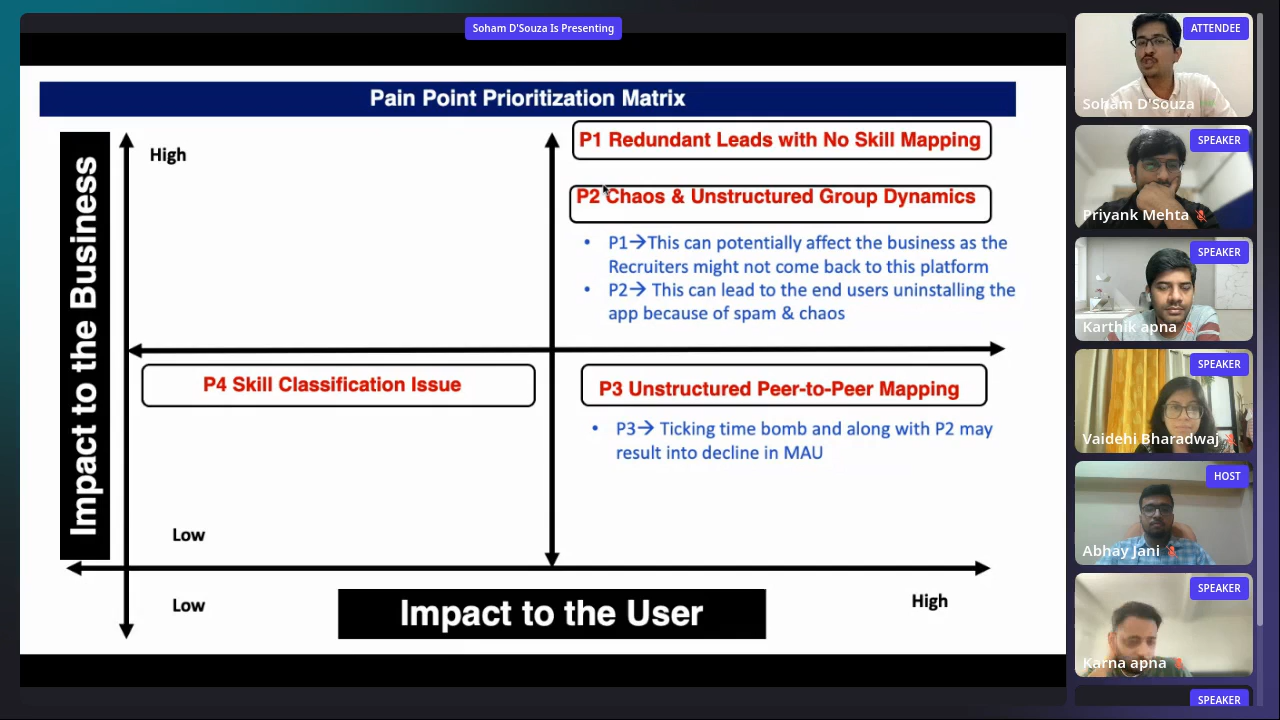 Soham D'Souza Is Presenting
Pain Point Prioritization Matrix
Impact to the Business
High
P1 Redundant Leads with No Skill Mapping
P2 Chaos & Unstructured Group Dynamics
• P1→This can potentially affect the business as the
Recruiters might not come back to this platform
• P2→ This can lead to the end users uninstalling the
app because of spam & chaos
P4 Skill Classification Issue
P3 Unstructured Peer-to-Peer Mapping
• P3→ Ticking time bomb and along with P2 may
result into decline in MAU
Low
Low
Impact to the User
High
ATTENDEE
Soham D'Souza
SPEAKER
Priyank Mehta
SPEAKER
Karthik apna
SPEAKER
Vaidehi Bharadwaj
HOST
Abhay Jani
SPEAKER
Karna apna
SPEAKER